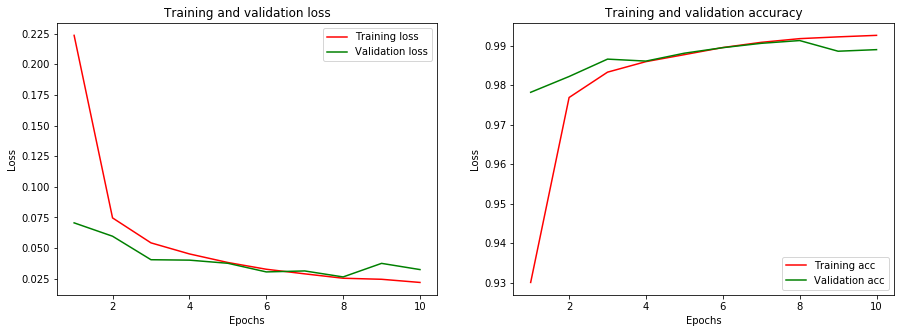 Training and validation loss
Training loss
Validation loss
0.225
0.200
0.175
0.150
0.125
0.100
0.075
0.050
0.025
Loss
2
4
6
8
10
Epochs
Training and validation accuracy
0.99
0.98
0.97
0.96
0.95
0.94
0.93
Loss
Training acc
Validation acc
2
4
6
8
10
Epochs